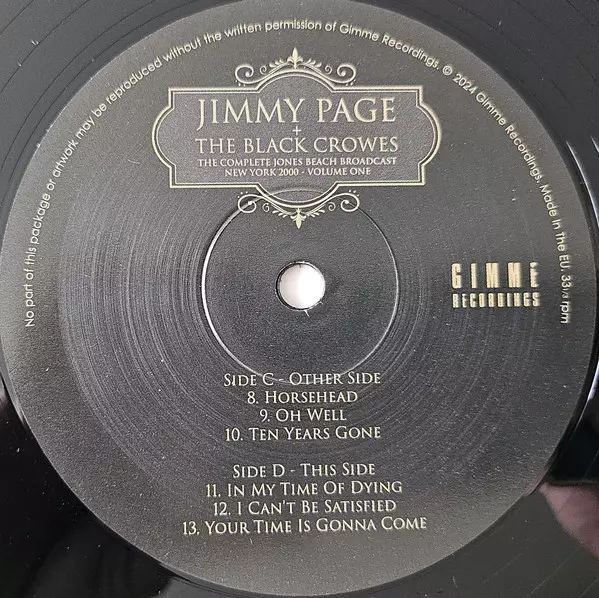 No part of this package or artwork may be reproduced without the written permission of Gimme Recordings. © 2024 Gimme Recordings. Made In The EU. 33⅓ rpm
JIMMY PAGE
+
THE BLACK CROWES
THE COMPLETE JONES BEACH BROADCAST
NEW YORK 2000 - VOLUME ONE
GIMME
RECORDINGS
SIDE C - OTHER SIDE
8. HORSEHEAD
9. OH WELL
10. TEN YEARS GONE
SIDE D - THIS SIDE
11. IN MY TIME OF DYING
12. I CAN'T BE SATISFIED
13. YOUR TIME IS GONNA COME